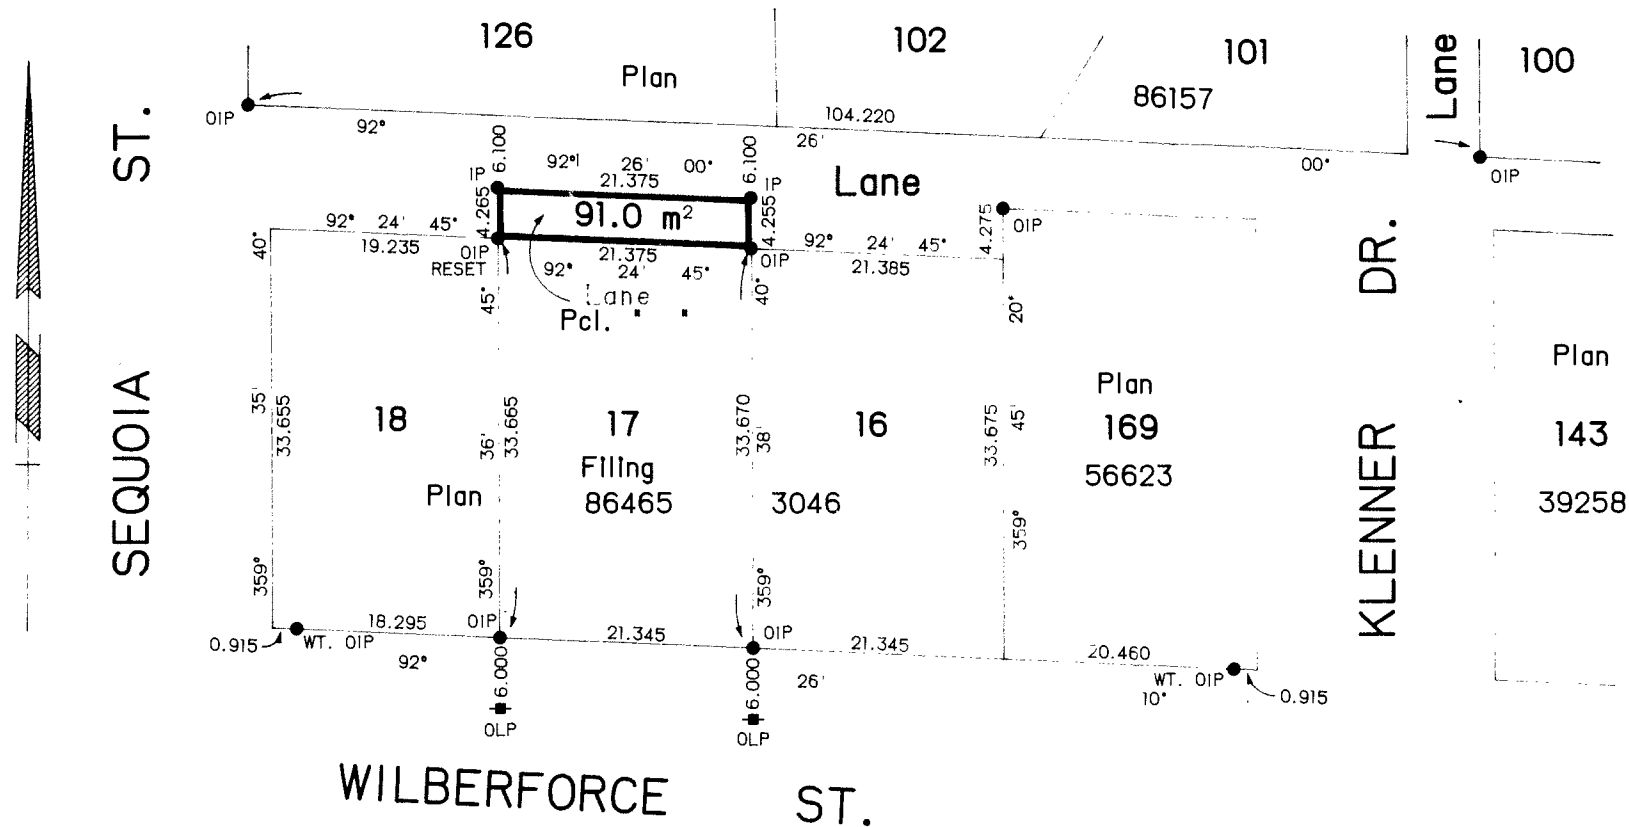 126
102
101
100
Plan
86157
Lane
OIP
104.220
92°
26'
00"
OIP
SEQUOIA ST.
6.100
6.100
IP
IP
92° 26' 00"
21.375
Lane
4.265
91.0 m²
4.255
4.275
OIP
92° 24' 45"
19.235
OIP
RESET
21.375
92° 24' 45"
OIP
92° 24' 45"
21.385
Lane
Pcl. " "
40"
35'
359°
33.655
45"
36'
359°
33.665
40"
38'
359°
33.670
20"
45'
359°
33.675
18
17
16
Plan
169
56623
Filing
Plan
86465
3046
Plan
143
39258
KLENNER DR.
0.915
WT. OIP
18.295
OIP
21.345
OIP
21.345
20.460
WT. OIP
0.915
92°
26'
10"
6.000
6.000
OLP
OLP
WILBERFORCE ST.